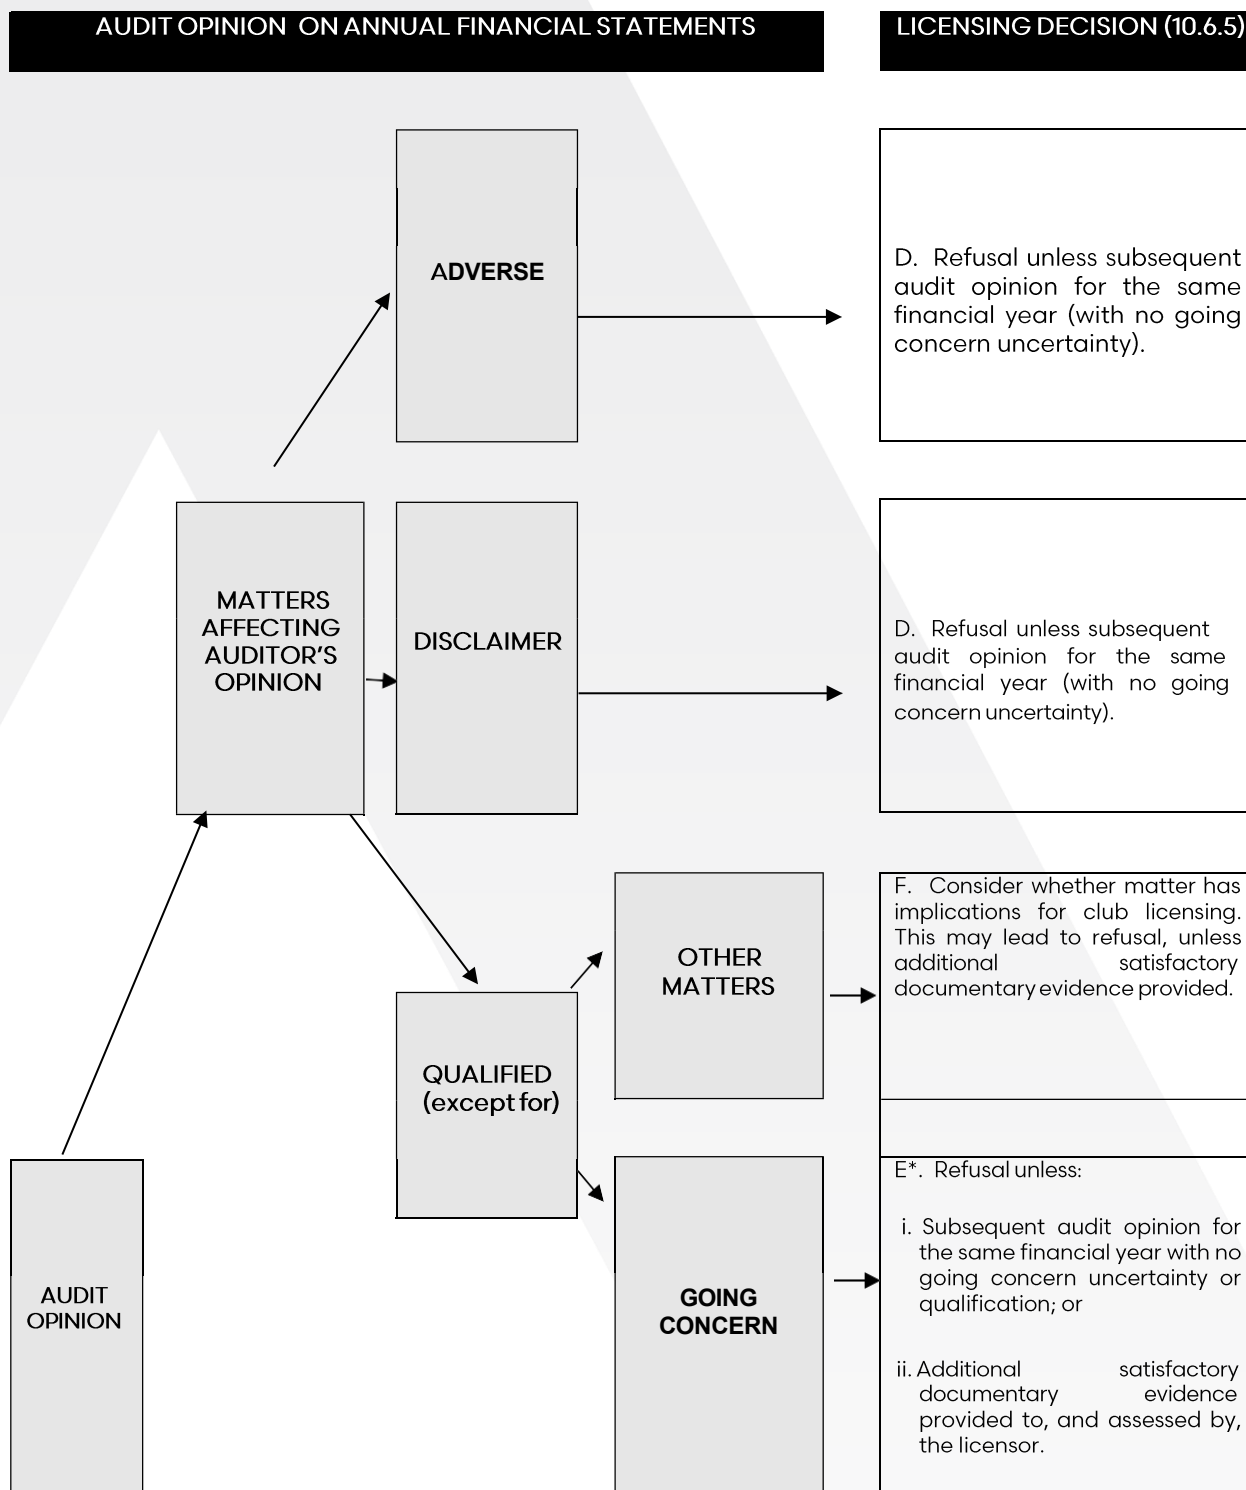 AUDIT OPINION ON ANNUAL FINANCIAL STATEMENTS
LICENSING DECISION (10.6.5)
ADVERSE
D. Refusal unless subsequent
audit opinion for the same
financial year (with no going
concern uncertainty).
MATTERS
AFFECTING
AUDITOR'S
OPINION
DISCLAIMER
D. Refusal unless subsequent
audit opinion for the same
financial year (with no going
concern uncertainty).
OTHER
MATTERS
F. Consider whether matter has
implications for club licensing.
This may lead to refusal, unless
additional satisfactory
documentary evidence provided.
QUALIFIED
(except for)
AUDIT
OPINION
GOING
CONCERN
E*. Refusal unless:
i. Subsequent audit opinion for
the same financial year with no
going concern uncertainty or
qualification; or
ii. Additional satisfactory
documentary evidence
provided to, and assessed by,
the licensor.